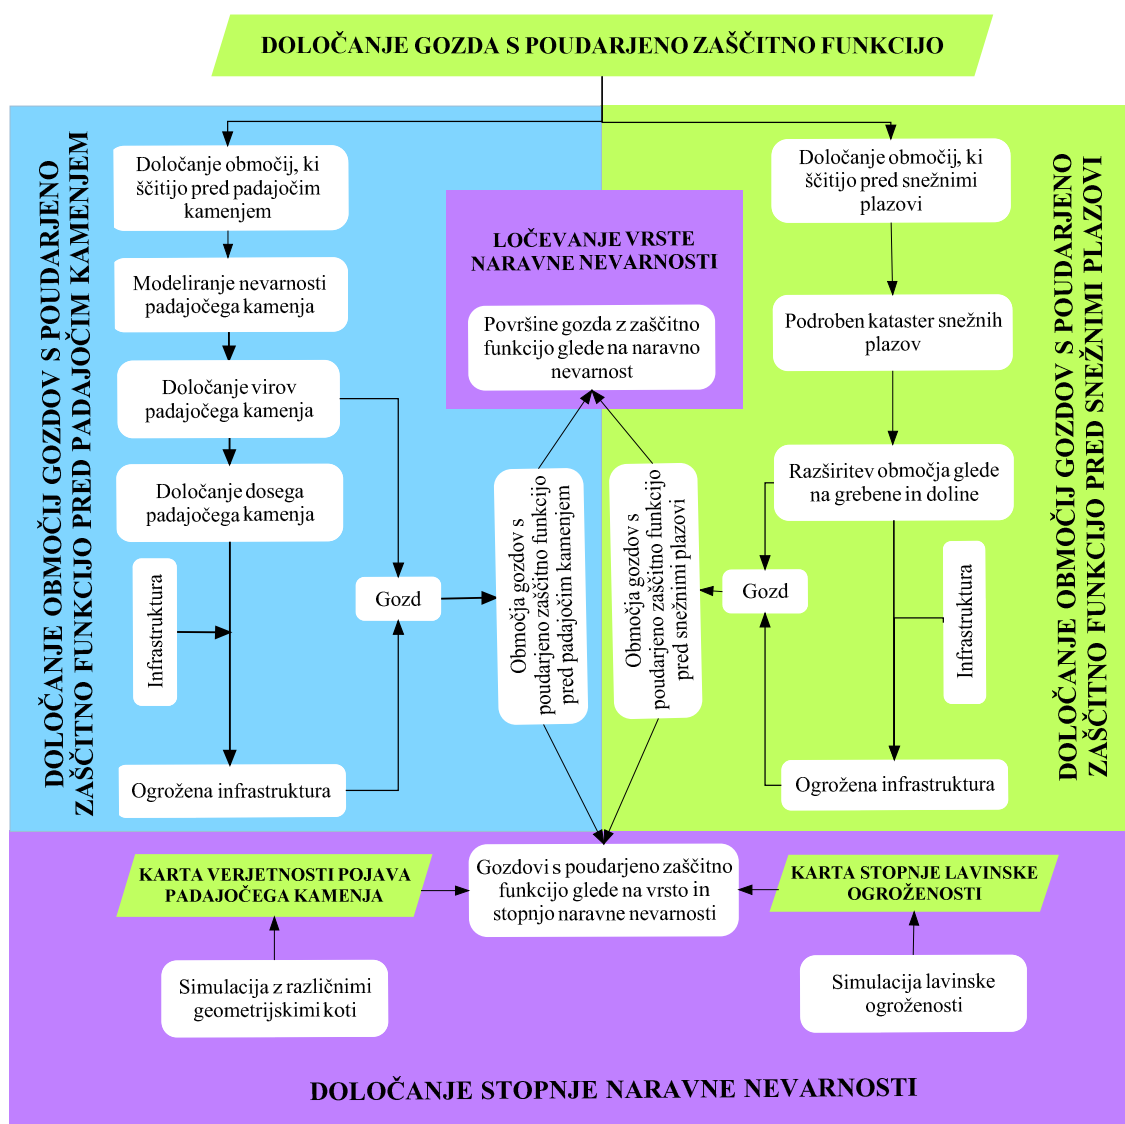 DOLOČANJE GOZDA S POUDARJENO ZAŠČITNO FUNKCIJO
DOLOČANJE OBMOČIJ GOZDOV S POUDARJENO
ZAŠČITNO FUNKCIJO PRED PADAJOČIM KAMENJEM
Določanje območij, ki
ščitijo pred padajočim
kamenjem
Modeliranje nevarnosti
padajočega kamenja
Določanje virov
padajočega kamenja
Določanje dosega
padajočega kamenja
Infrastruktura
Ogrožena infrastruktura
Gozd
Območja gozdov s
poudarjeno zaščitno funkcijo
pred padajočim kamenjem
LOČEVANJE VRSTE
NARAVNE NEVARNOSTI
Površine gozda z zaščitno
funkcijo glede na naravno
nevarnost
Območja gozdov s
poudarjeno zaščitno funkcijo
pred snežnimi plazovi
Gozd
Določanje območij, ki
ščitijo pred snežnimi
plazovi
Podroben kataster snežnih
plazov
Razširitev območja glede
na grebene in doline
Infrastruktura
Ogrožena infrastruktura
DOLOČANJE OBMOČIJ GOZDOV S POUDARJENO
ZAŠČITNO FUNKCIJO PRED SNEŽNIMI PLAZOVI
KARTA VERJETNOSTI POJAVA
PADAJOČEGA KAMENJA
Gozdovi s poudarjeno zaščitno
funkcijo glede na vrsto in
stopnjo naravne nevarnosti
KARTA STOPNJE LAVINSKE
OGROŽENOSTI
Simulacija z različnimi
geometrijskimi koti
Simulacija lavinske
ogroženosti
DOLOČANJE STOPNJE NARAVNE NEVARNOSTI